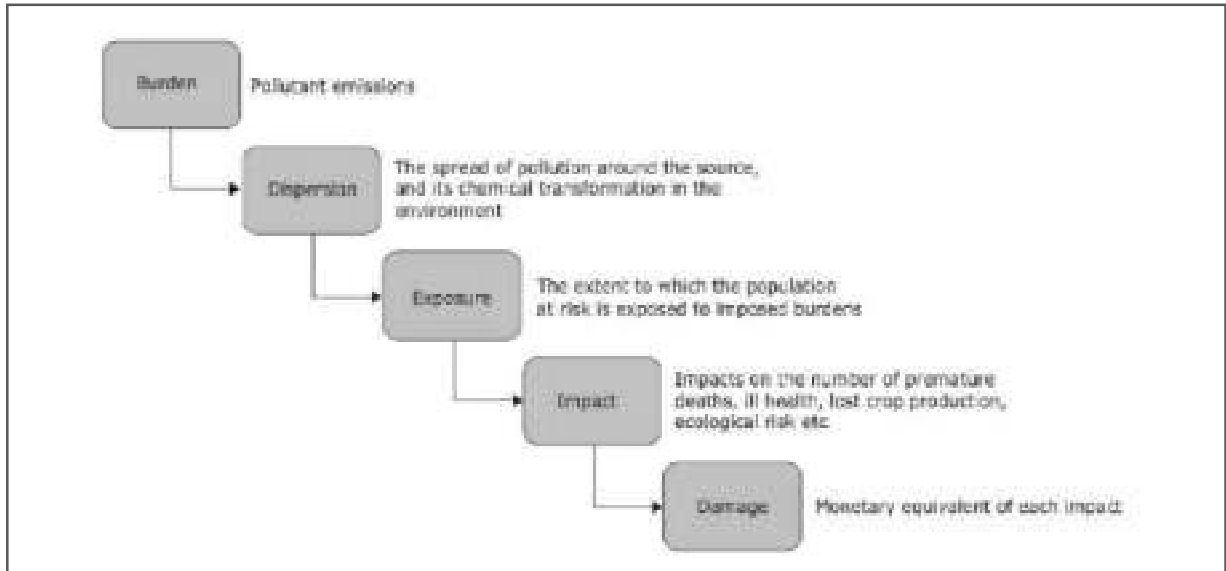 Burden
Pollutant emissions
Dispersion
The spread of pollution around the source,
and its chemical transformation in the
environment
Exposure
The extent to which the population
at risk is exposed to imposed burdens
Impact
Impacts on the number of premature
deaths, ill health, lost crop production,
ecological risk etc
Damage
Monetary equivalent of each impact